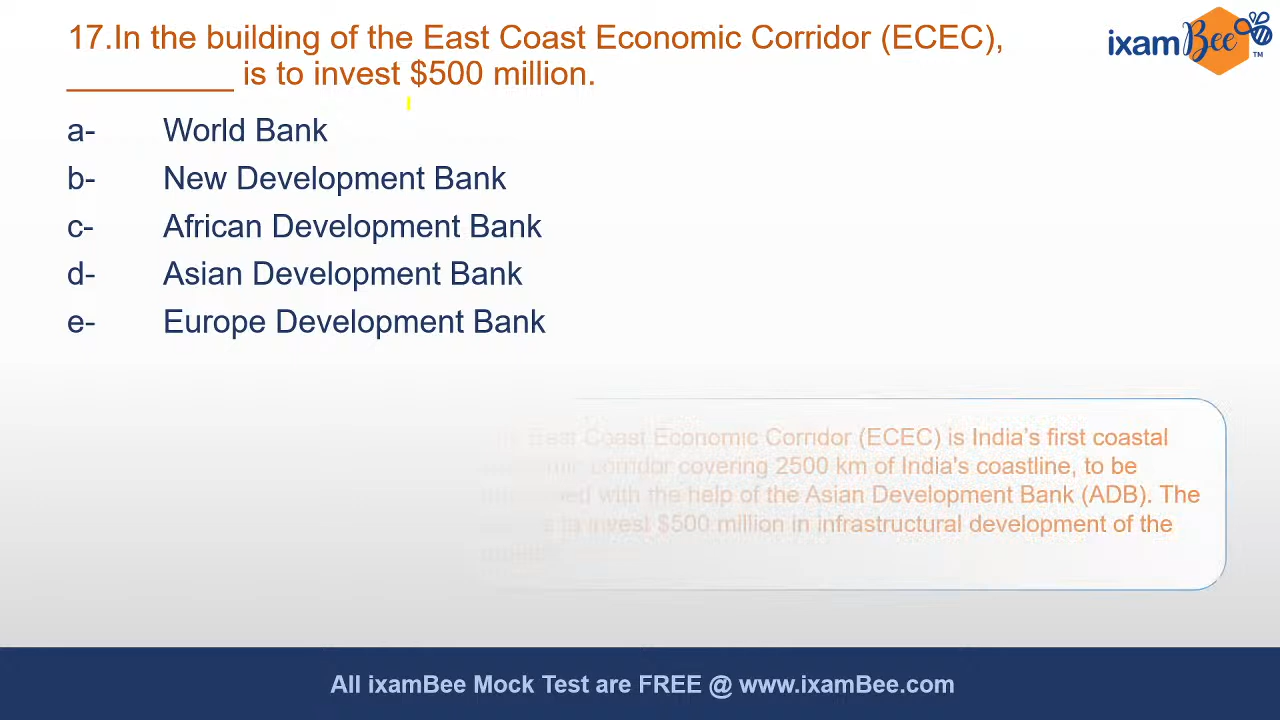 17.In the building of the East Coast Economic Corridor (ECEC),
__________ is to invest $500 million.
ixamBee™
a- World Bank
b- New Development Bank
c- African Development Bank
d- Asian Development Bank
e- Europe Development Bank
East Coast Economic Corridor (ECEC) is India's first coastal
corridor covering 2500 km of India's coastline, to be
with the help of the Asian Development Bank (ADB). The
to invest $500 million in infrastructural development of the
All ixamBee Mock Test are FREE @ www.ixamBee.com